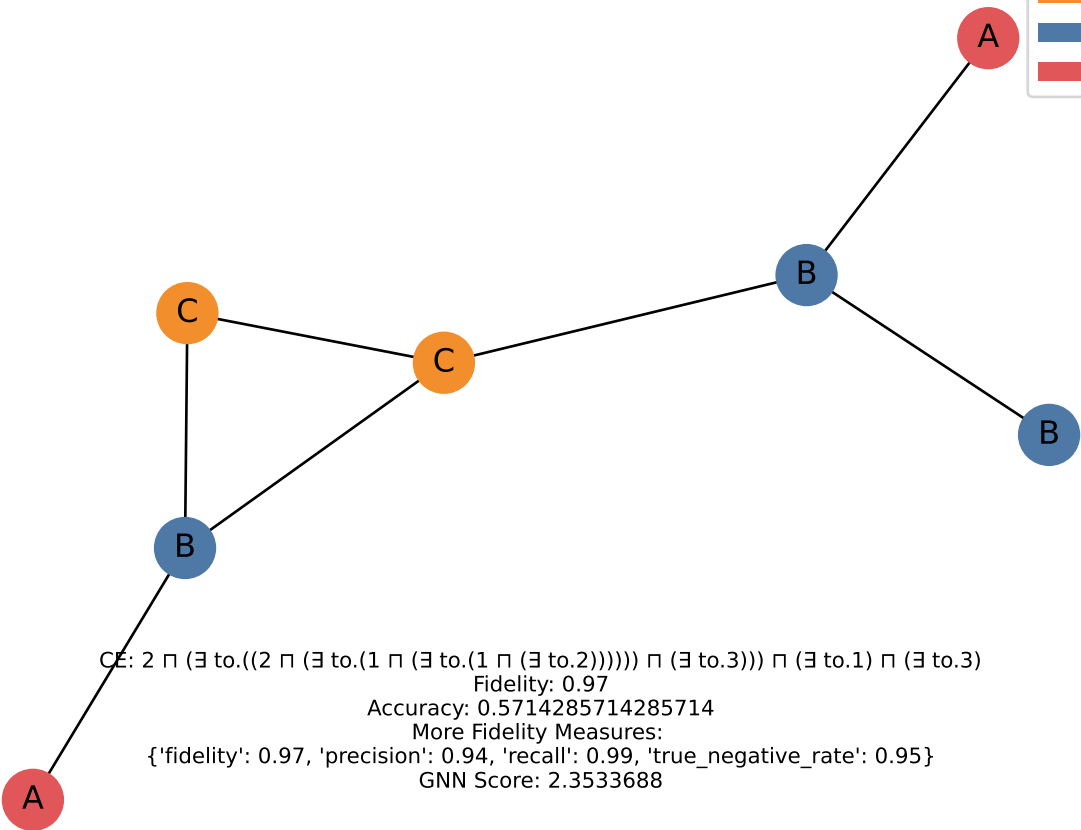 A
C
C
B
B
B
A
CE: 2 ⊓ (∃ to.((2 ⊓ (∃ to.(1 ⊓ (∃ to.(1 ⊓ (∃ to.2)))))) ⊓ (∃ to.3))) ⊓ (∃ to.1) ⊓ (∃ to.3)
Fidelity: 0.97
Accuracy: 0.5714285714285714
More Fidelity Measures:
{'fidelity': 0.97, 'precision': 0.94, 'recall': 0.99, 'true_negative_rate': 0.95}
GNN Score: 2.3533688